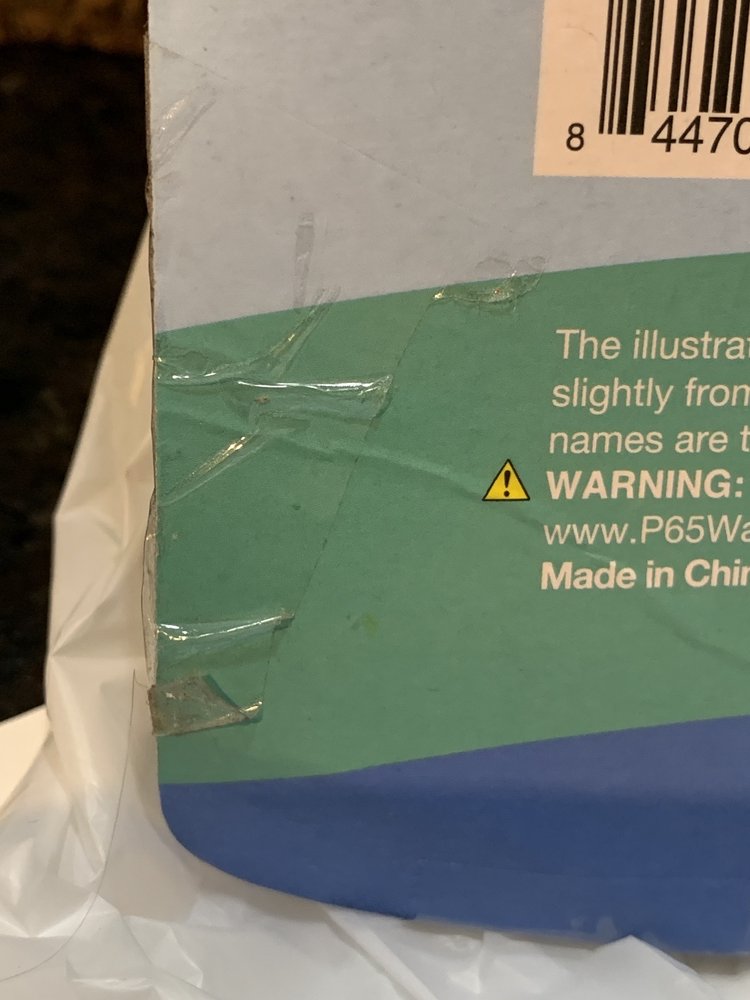 8 4470
The illustrat
slightly from
names are t
WARNING:
www.P65Wa
Made in Chin